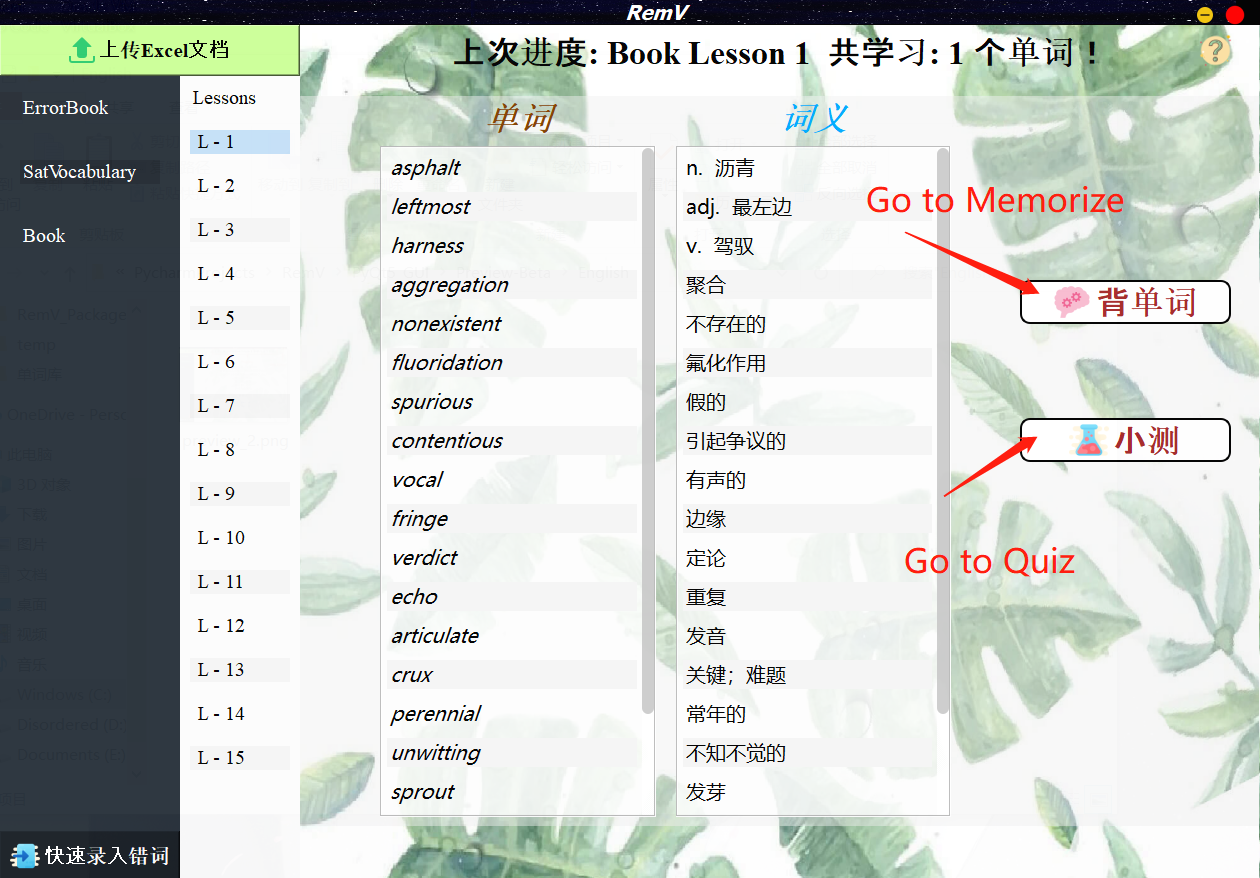 RemV
上传Excel文档
上次进度: Book Lesson 1 共学习: 1 个单词！
?
ErrorBook
SatVocabulary
Book
Lessons
L - 1
L - 2
L - 3
L - 4
L - 5
L - 6
L - 7
L - 8
L - 9
L - 10
L - 11
L - 12
L - 13
L - 14
L - 15
单词
词义
asphalt n. 沥青
leftmost adj. 最左边
harness v. 驾驭
aggregation 聚合
nonexistent 不存在的
fluoridation 氟化作用
spurious 假的
contentious 引起争议的
vocal 有声的
fringe 边缘
verdict 定论
echo 重复
articulate 发音
crux 关键；难题
perennial 常年的
unwitting 不知不觉的
sprout 发芽
Go to Memorize
背单词
小测
Go to Quiz
快速录入错词